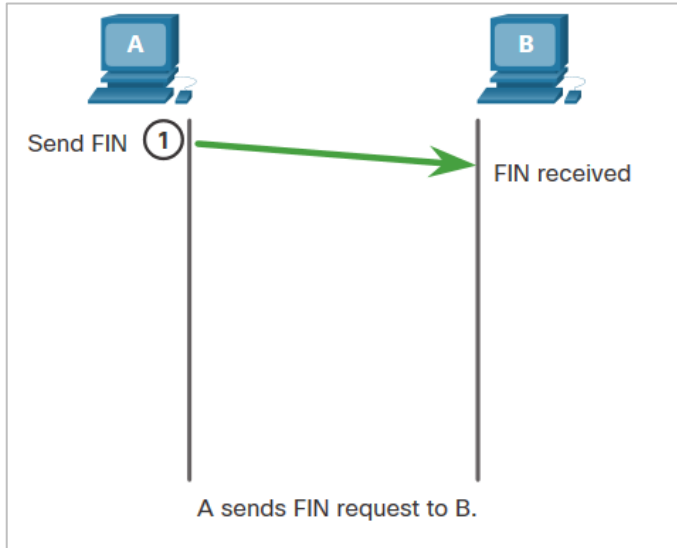 A
B
Send FIN 1
FIN received
A sends FIN request to B.